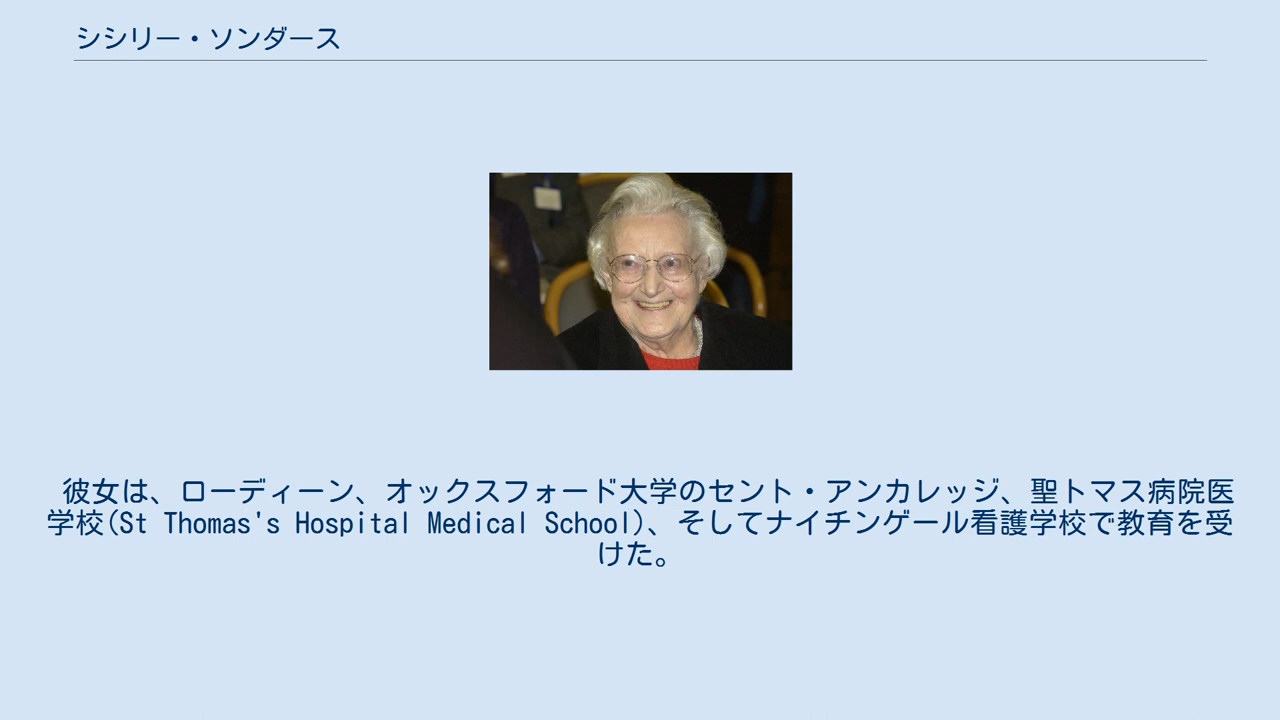 シシリー・ソンダース
彼女は、ローディーン、オックスフォード大学のセント・アンカレッジ、聖トマス病院医
学校(St Thomas's Hospital Medical School)、そしてナイチンゲール看護学校で教育を受
けた。